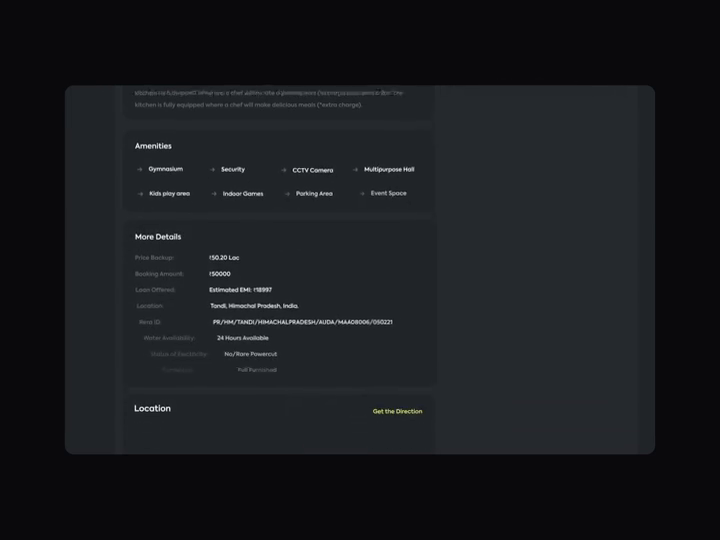 kitchen is fully equipped where a chef will make delicious meals (*extra charge).
Amenities
Gymnasium
Security
CCTV Camera
Multipurpose Hall
Kids play area
Indoor Games
Parking Area
Event Space
More Details
Price Backup: ₹50.20 Lac
Booking Amount: ₹50000
Loan Offered: Estimated EMI: ₹18997
Location: Tandi, Himachal Pradesh, India.
Rera ID: PR/HM/TANDI/HIMACHALPRADESH/AUDA/MAA08006/050221
Water Availability: 24 Hours Available
Status of Electricity: No/Rare Powercut
Full Furnished
Location
Get the Direction